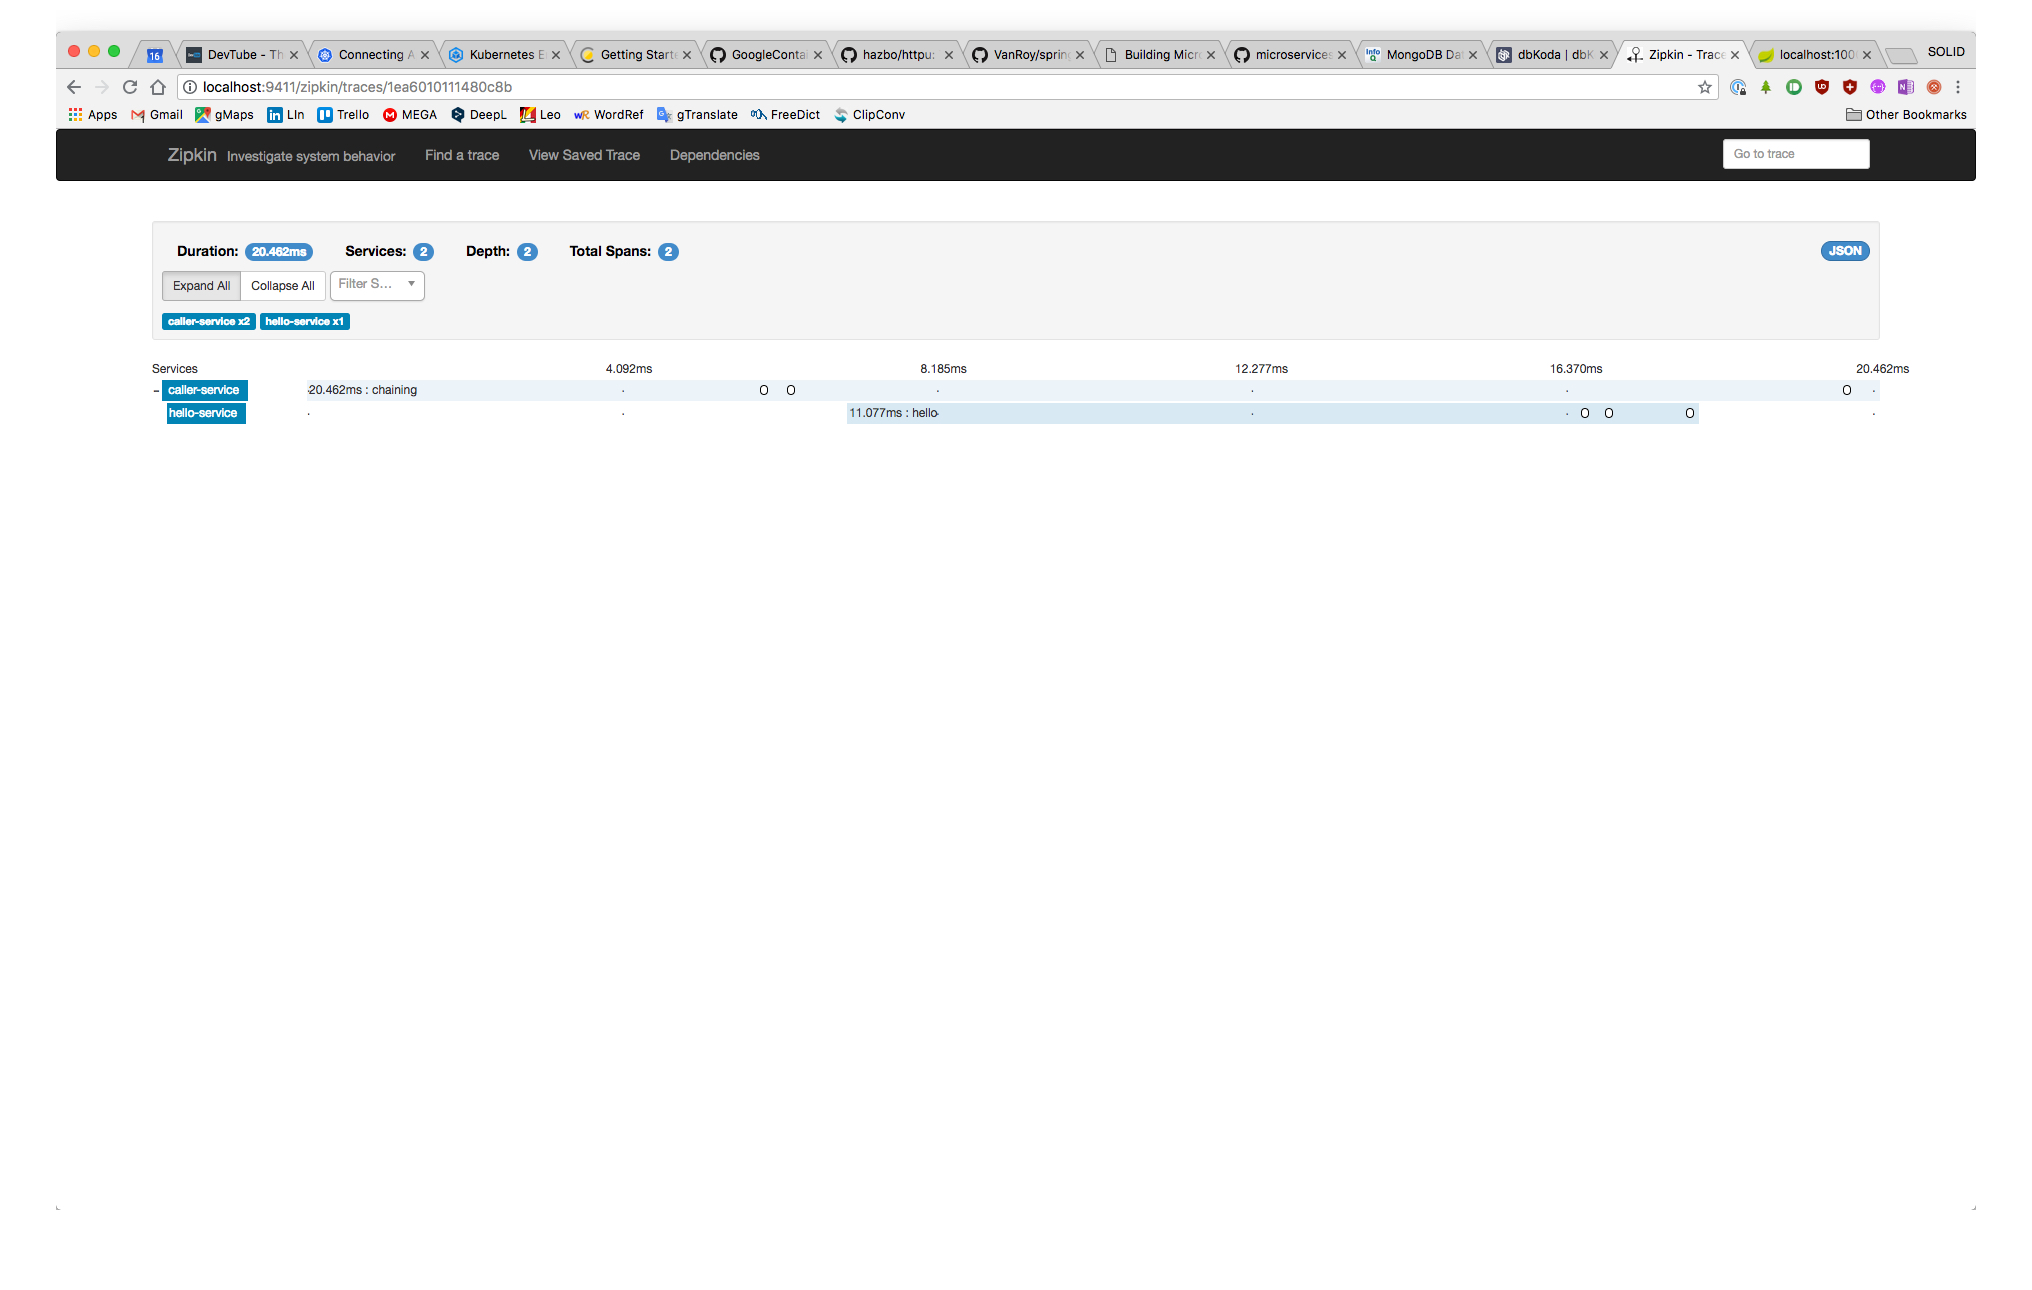 16 DevTube - Th Connecting A Kubernetes E Getting Starte GoogleContai hazbo/httpu: VanRoy/spring Building Micro microservices MongoDB Dat dbKoda | dbK Zipkin - Trace localhost:100 SOLID
localhost:9411/zipkin/traces/1ea6010111480c8b
Apps Gmail gMaps LIn Trello MEGA DeepL Leo WordRef gTranslate FreeDict ClipConv Other Bookmarks
Zipkin Investigate system behavior Find a trace View Saved Trace Dependencies Go to trace
Duration: 20.462ms Services: 2 Depth: 2 Total Spans: 2 JSON
Expand All Collapse All Filter S...
caller-service x2 hello-service x1
Services 4.092ms 8.185ms 12.277ms 16.370ms 20.462ms
- caller-service 20.462ms : chaining
hello-service 11.077ms : hello